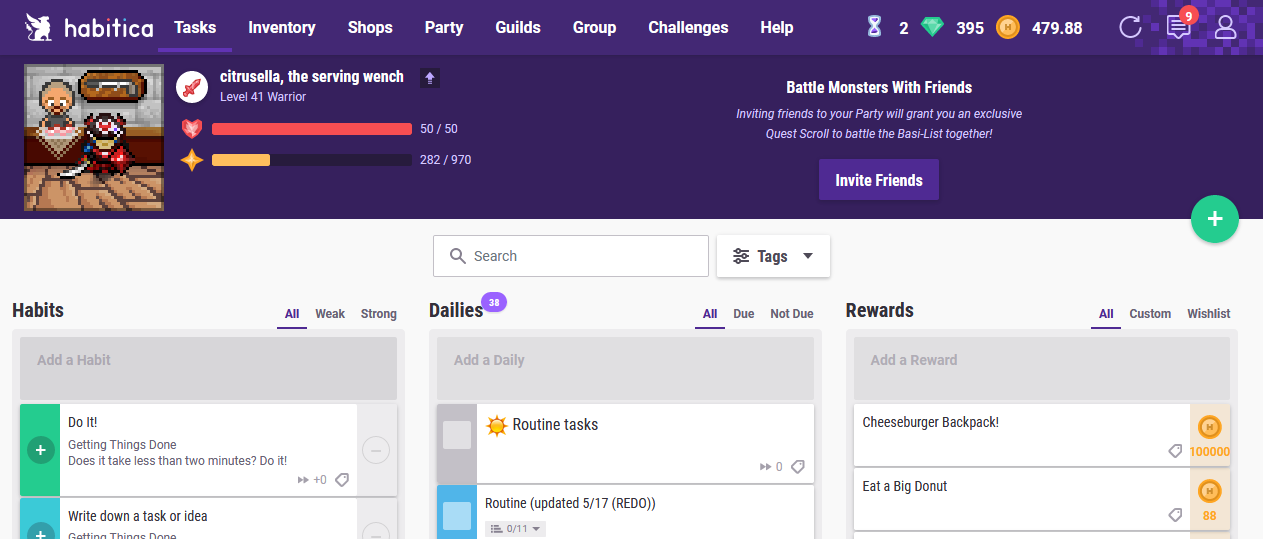 habitica
Tasks
Inventory
Shops
Party
Guilds
Group
Challenges
Help
2
395
479.88
9
citrusella, the serving wench
Level 41 Warrior
50 / 50
282 / 970
Battle Monsters With Friends
Inviting friends to your Party will grant you an exclusive
Quest Scroll to battle the Basi-List together!
Invite Friends
Search
Tags
Habits
All Weak Strong
Add a Habit
Do It!
Getting Things Done
Does it take less than two minutes? Do it!
+0
Write down a task or idea
Getting Things Done
Dailies
38
All Due Not Due
Add a Daily
Routine tasks
0
Routine (updated 5/17 (REDO))
0/11
Rewards
All Custom Wishlist
Add a Reward
Cheeseburger Backpack!
100000
Eat a Big Donut
88